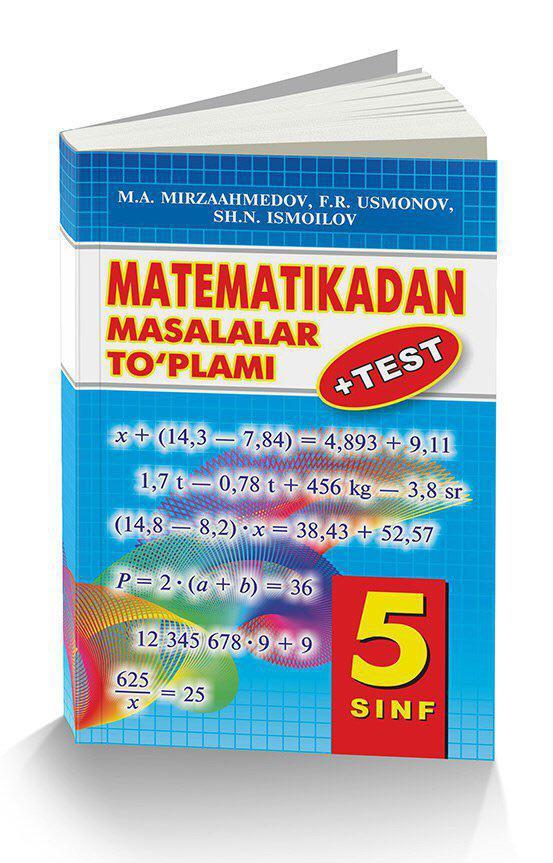 M.A. MIRZAAHMEDOV, F.R. USMONOV,
SH.N. ISMOILOV
MATEMATIKADAN
MASALALAR
TO‘PLAMI
+TEST
x + (14,3 — 7,84) = 4,893 + 9,11
1,7 t — 0,78 t + 456 kg — 3,8 sr
(14,8 — 8,2) · x = 38,43 + 52,57
P = 2 · (a + b) = 36
12 345 678 · 9 + 9
625/x = 25
5
SINF